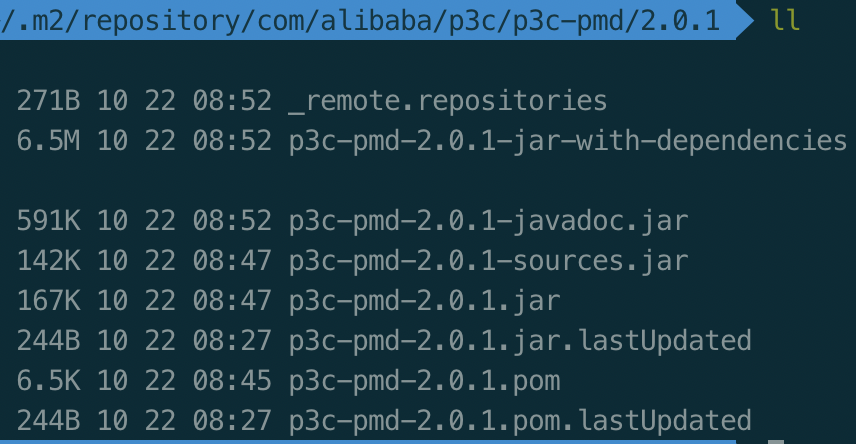 /.m2/repository/com/alibaba/p3c/p3c-pmd/2.0.1 ll
271B 10 22 08:52 _remote.repositories
6.5M 10 22 08:52 p3c-pmd-2.0.1-jar-with-dependencies
591K 10 22 08:52 p3c-pmd-2.0.1-javadoc.jar
142K 10 22 08:47 p3c-pmd-2.0.1-sources.jar
167K 10 22 08:47 p3c-pmd-2.0.1.jar
244B 10 22 08:27 p3c-pmd-2.0.1.jar.lastUpdated
6.5K 10 22 08:45 p3c-pmd-2.0.1.pom
244B 10 22 08:27 p3c-pmd-2.0.1.pom.lastUpdated